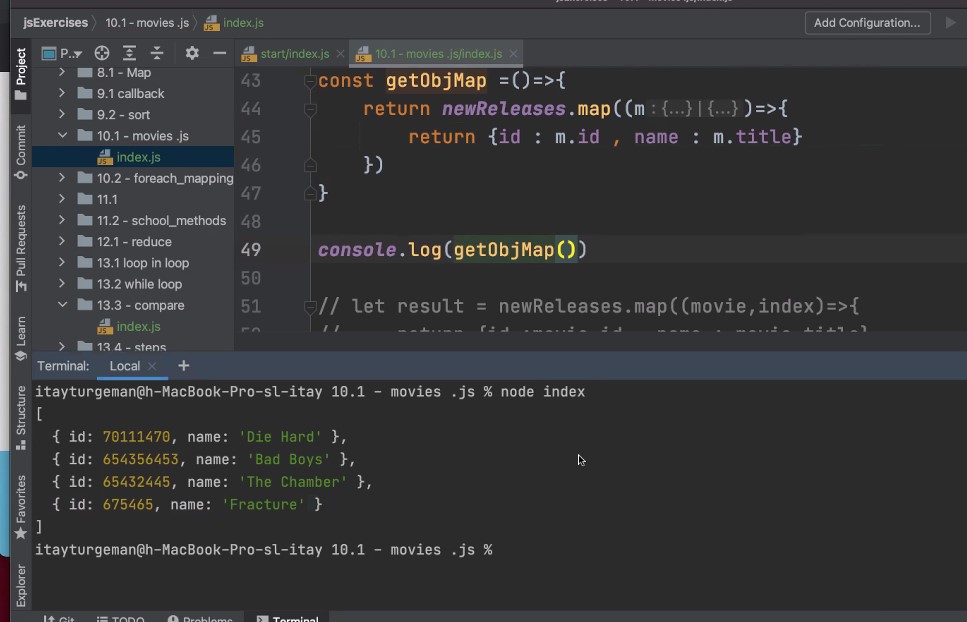 jsExercises 10.1 - movies .js index.js Add Configuration...
P.. start/index.js 10.1 - movies .js/index.js
Project
Commit
Pull Requests
Learn
Structure
Favorites
Explorer
8.1 - Map
9.1 callback
9.2 - sort
10.1 - movies .js
index.js
10.2 - foreach_mapping
11.1
11.2 - school_methods
12.1 - reduce
13.1 loop in loop
13.2 while loop
13.3 - compare
index.js
13.4 - steps
43 const getObjMap =()=>{
44 return newReleases.map((m : {...} | {...} )=>{
45 return {id : m.id , name : m.title}
46 })
47 }
48
49 console.log(getObjMap())
50
51 // let result = newReleases.map((movie,index)=>{
// return {id :movie.id , name : movie.title}
Terminal: Local +
itayturgeman@h-MacBook-Pro-sl-itay 10.1 - movies .js % node index
[
{ id: 70111470, name: 'Die Hard' },
{ id: 654356453, name: 'Bad Boys' },
{ id: 65432445, name: 'The Chamber' },
{ id: 675465, name: 'Fracture' }
]
itayturgeman@h-MacBook-Pro-sl-itay 10.1 - movies .js %
Git TODO Problems Terminal